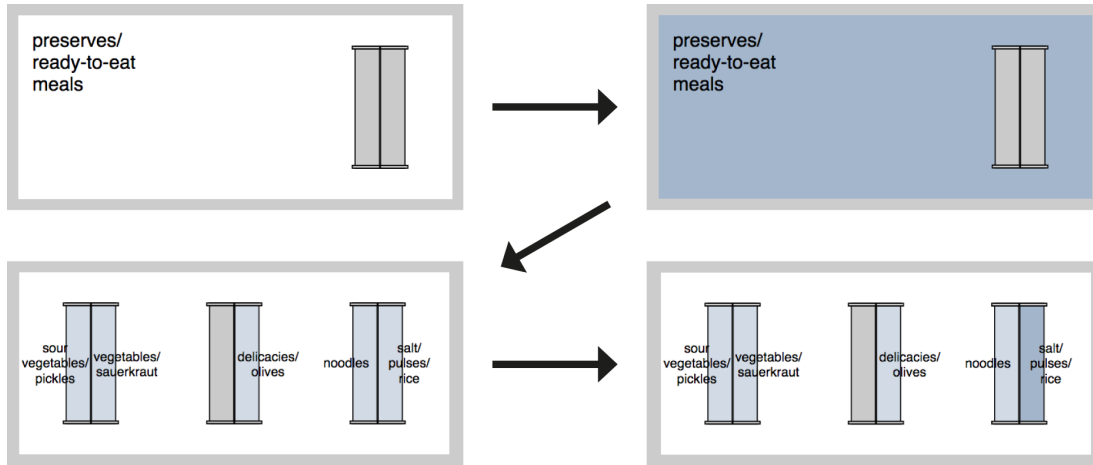 preserves/
ready-to-eat
meals
preserves/
ready-to-eat
meals
sour
vegetables/
pickles
vegetables/
sauerkraut
delicacies/
olives
noodles
salt/
pulses/
rice
sour
vegetables/
pickles
vegetables/
sauerkraut
delicacies/
olives
noodles
salt/
pulses/
rice